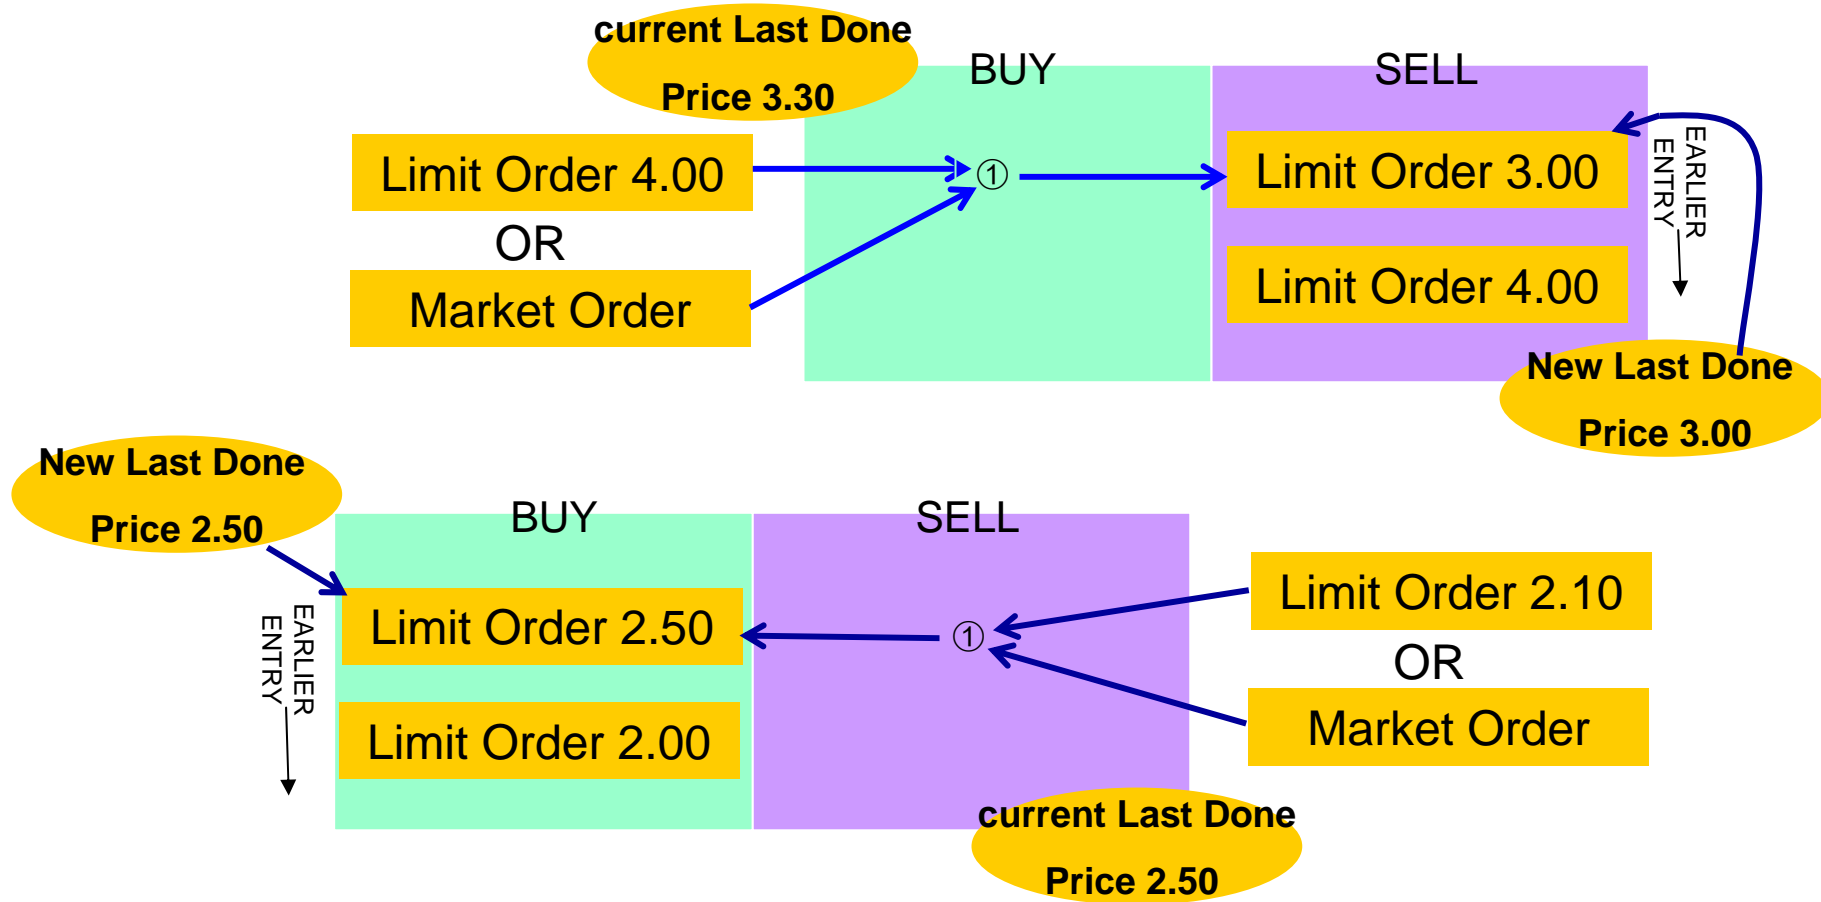 current Last Done
Price 3.30
BUY
SELL
Limit Order 4.00
OR
Market Order
①
Limit Order 3.00
Limit Order 4.00
EARLIER
ENTRY
New Last Done
Price 3.00
New Last Done
Price 2.50
BUY
SELL
EARLIER
ENTRY
Limit Order 2.50
Limit Order 2.00
①
Limit Order 2.10
OR
Market Order
current Last Done
Price 2.50